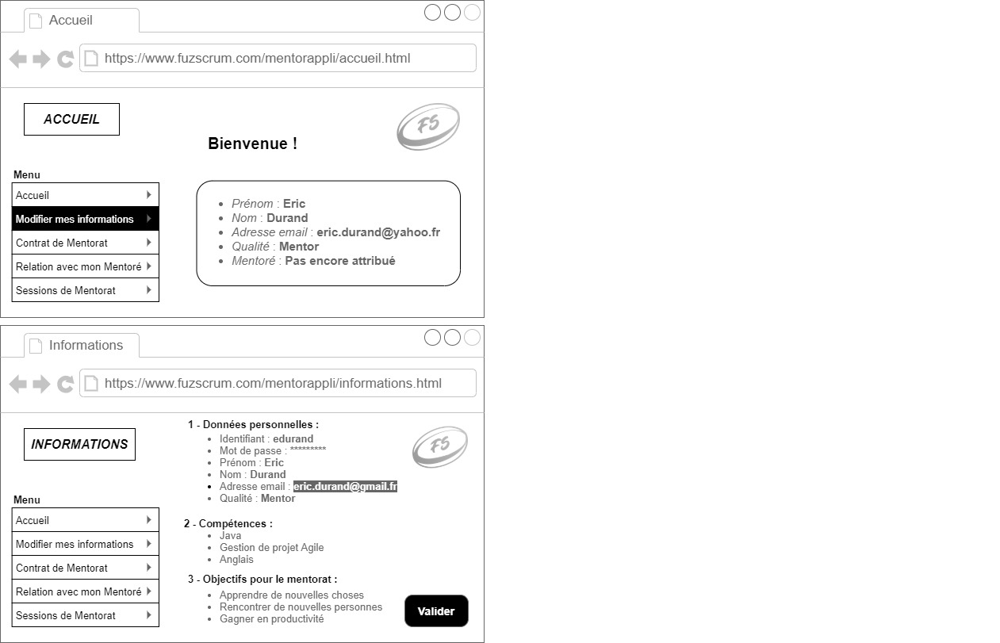 Accueil
https://www.fuzscrum.com/mentorappli/accueil.html
ACCUEIL
FS
Bienvenue !
Menu
Accueil
Modifier mes informations
Contrat de Mentorat
Relation avec mon Mentoré
Sessions de Mentorat
Prénom : Eric
Nom : Durand
Adresse email : eric.durand@yahoo.fr
Qualité : Mentor
Mentoré : Pas encore attribué
Informations
https://www.fuzscrum.com/mentorappli/informations.html
INFORMATIONS
FS
Menu
Accueil
Modifier mes informations
Contrat de Mentorat
Relation avec mon Mentoré
Sessions de Mentorat
1 - Données personnelles :
Identifiant : edurand
Mot de passe : *********
Prénom : Eric
Nom : Durand
Adresse email : eric.durand@gmail.fr
Qualité : Mentor
2 - Compétences :
Java
Gestion de projet Agile
Anglais
3 - Objectifs pour le mentorat :
Apprendre de nouvelles choses
Rencontrer de nouvelles personnes
Gagner en productivité
Valider